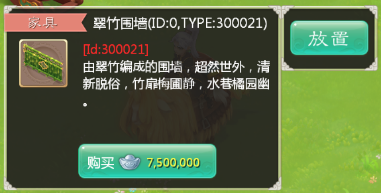 家具
翠竹围墙(ID:0,TYPE:300021)
[Id:300021]
由翠竹编成的围墙，超然世外，清
新脱俗，竹扉梅圃静，水巷橘园幽
。
购买 7,500,000
放置